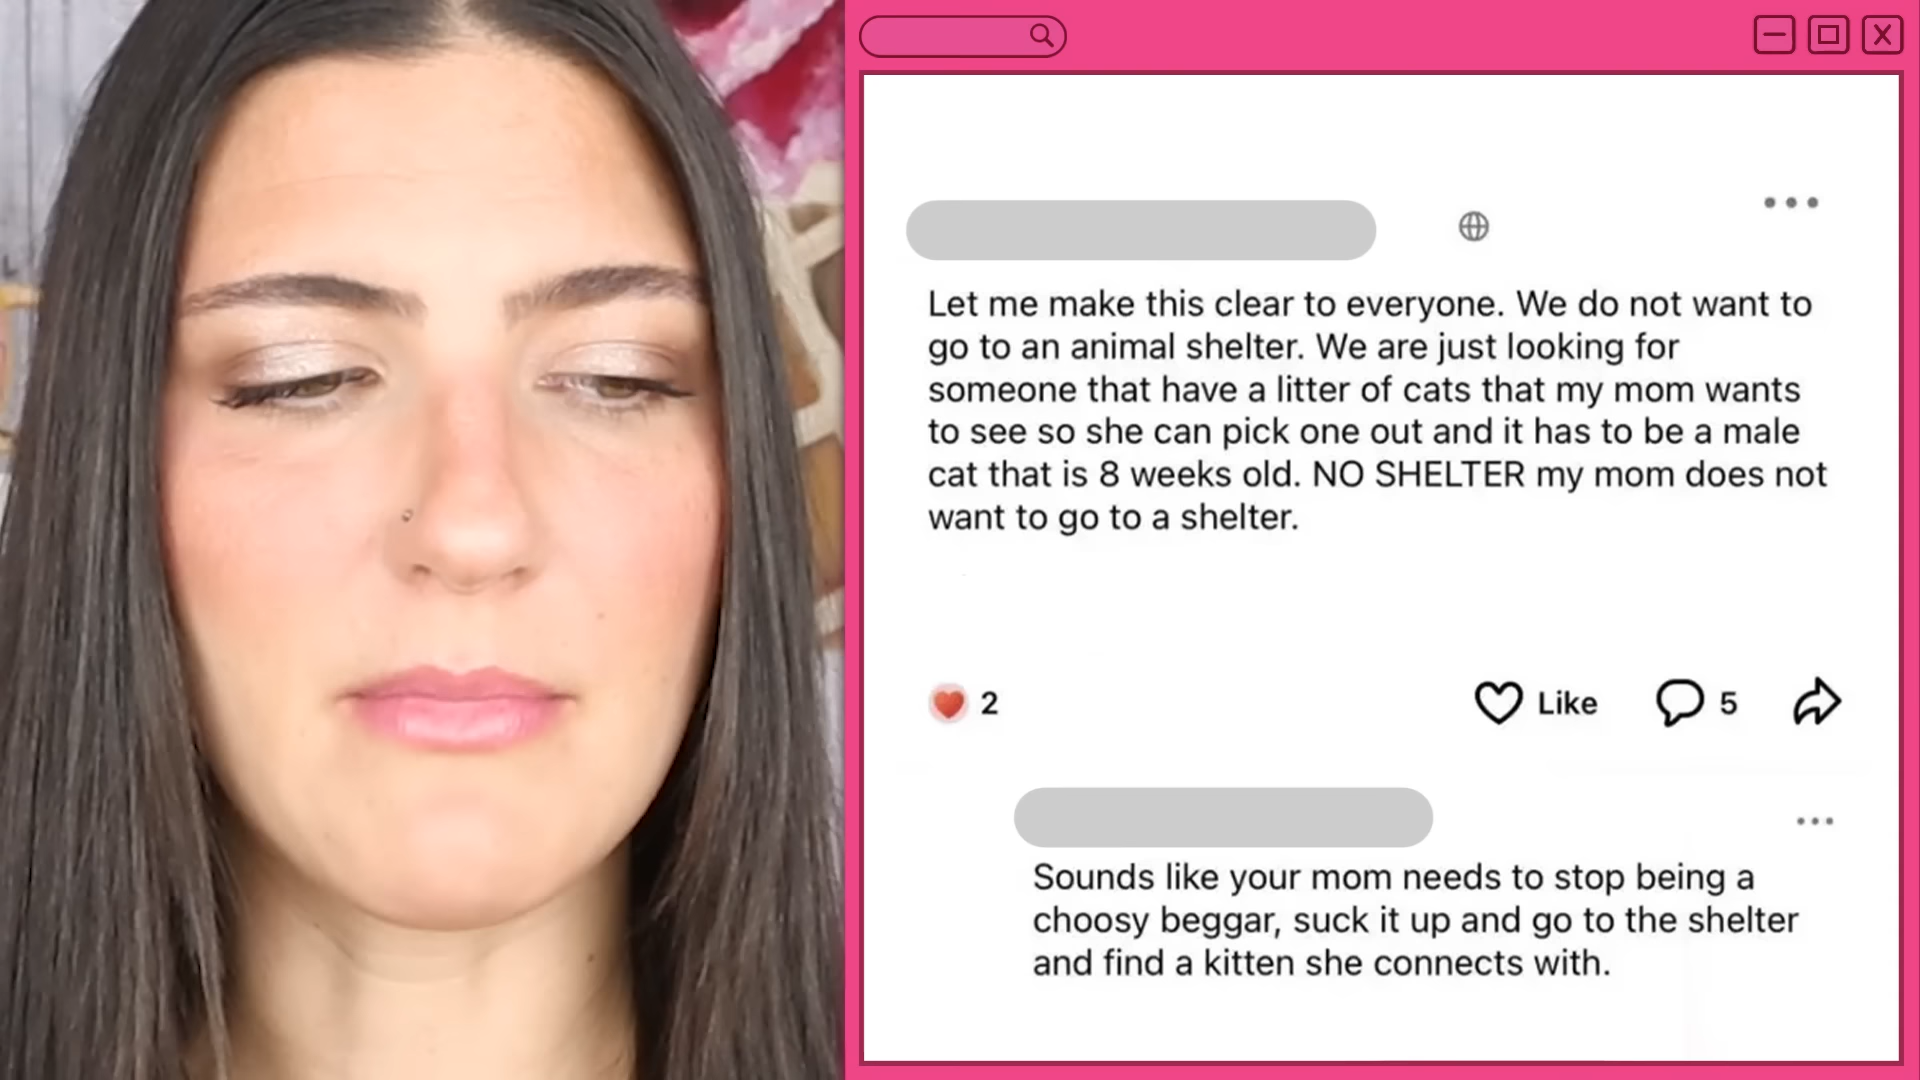 Let me make this clear to everyone. We do not want to
go to an animal shelter. We are just looking for
someone that have a litter of cats that my mom wants
to see so she can pick one out and it has to be a male
cat that is 8 weeks old. NO SHELTER my mom does not
want to go to a shelter.
2
Like
5
Sounds like your mom needs to stop being a
choosy beggar, suck it up and go to the shelter
and find a kitten she connects with.